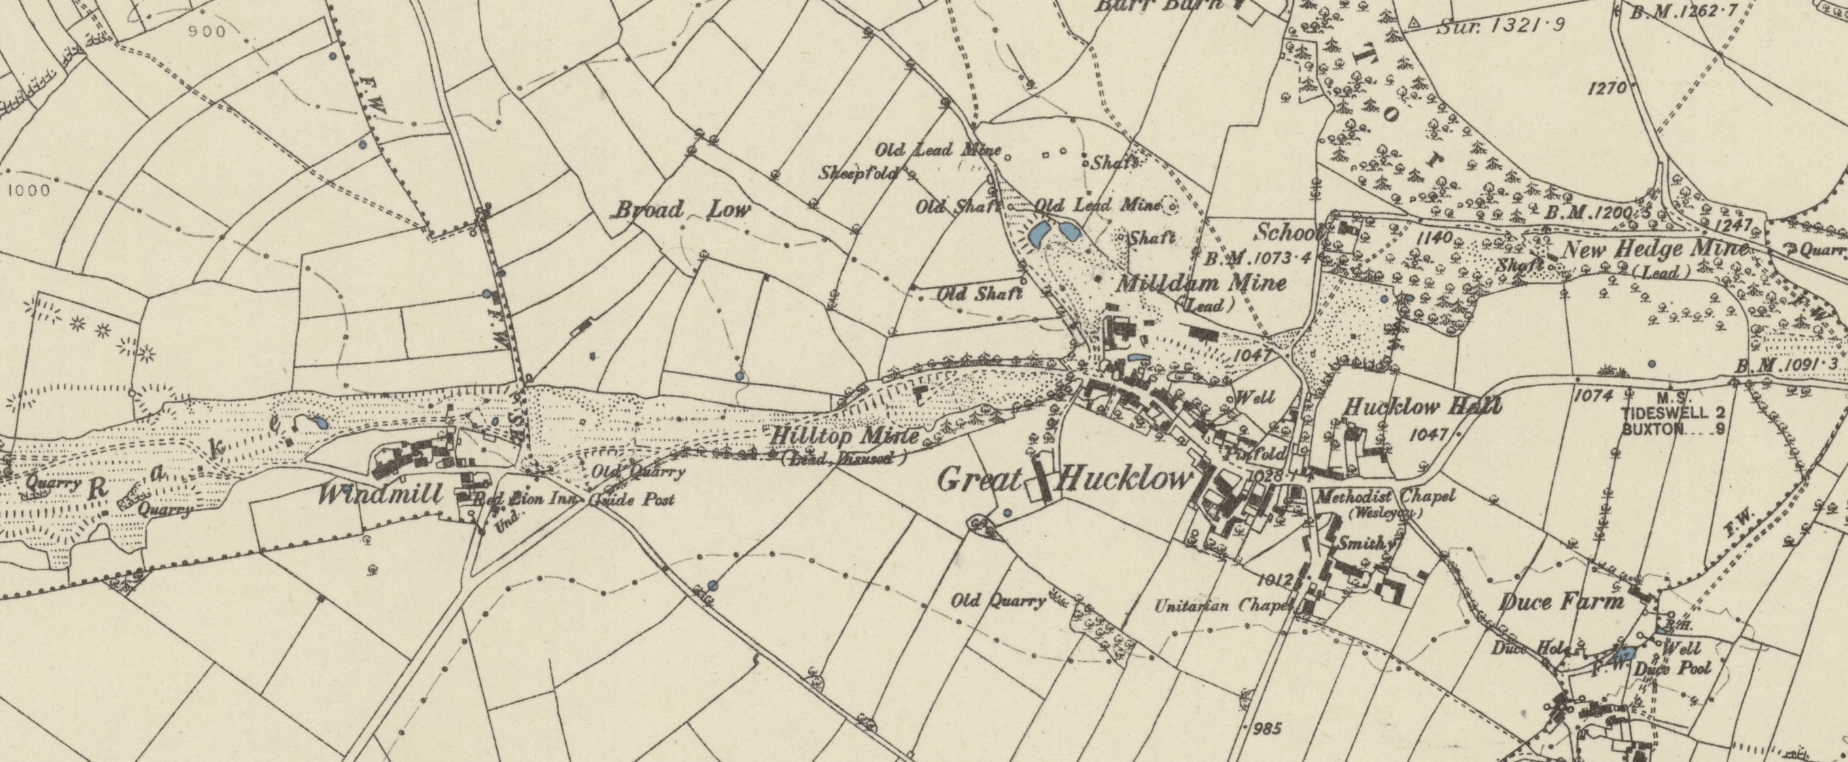 Burr Barn
B.M.1262·7
Sur. 1321·9
900
F.W.
T
o
r
1270
Old Lead Mine
Shaft
Sheepfold
1000
Broad Low
Old Shaft
Old Lead Mine
B.M.1200·5
1247
School
1140
Shaft
New Hedge Mine
(Lead)
Quarr
B.M.1073·4
Shaft
Milldam Mine
(Lead)
Old Shaft
F.W.
1047
B.M.1091·3
1074
M.S.
TIDESWELL 2
BUXTON....9
Well
Hucklow Hall
1047
Hilltop Mine
(Lead, Disused)
Pinfold
R a k e
Quarry
Quarry
Old Quarry
Windmill
Red Lion Inn
Guide Post
Und.
S.B.
Great Hucklow
1028
Methodist Chapel
(Wesleyan)
Smithy
F.W.
1012
Unitarian Chapel
Old Quarry
Duce Farm
Duce Hole
Well
F.W.
Duce Pool
985